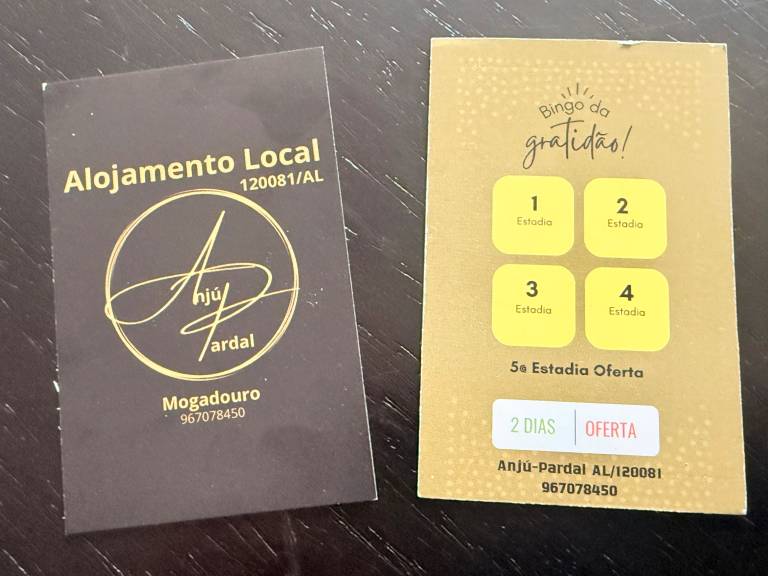 Alojamento Local
120081/AL
Anjú
Pardal
Mogadouro
967078450
Bingo da
gratidão!
1
Estadia
2
Estadia
3
Estadia
4
Estadia
5@ Estadia Oferta
2 DIAS | OFERTA
Anjú-Pardal AL/120081
967078450